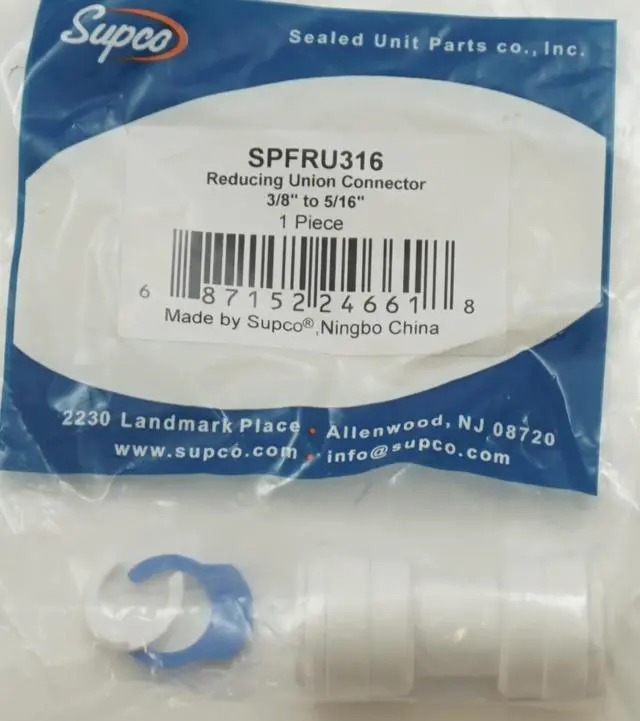 Supco
Sealed Unit Parts co., Inc.
SPFRU316
Reducing Union Connector
3/8" to 5/16"
1 Piece
6 87152 24661 8
Made by Supco®,Ningbo China
2230 Landmark Place • Allenwood, NJ 08720
www.supco.com • info@supco.com